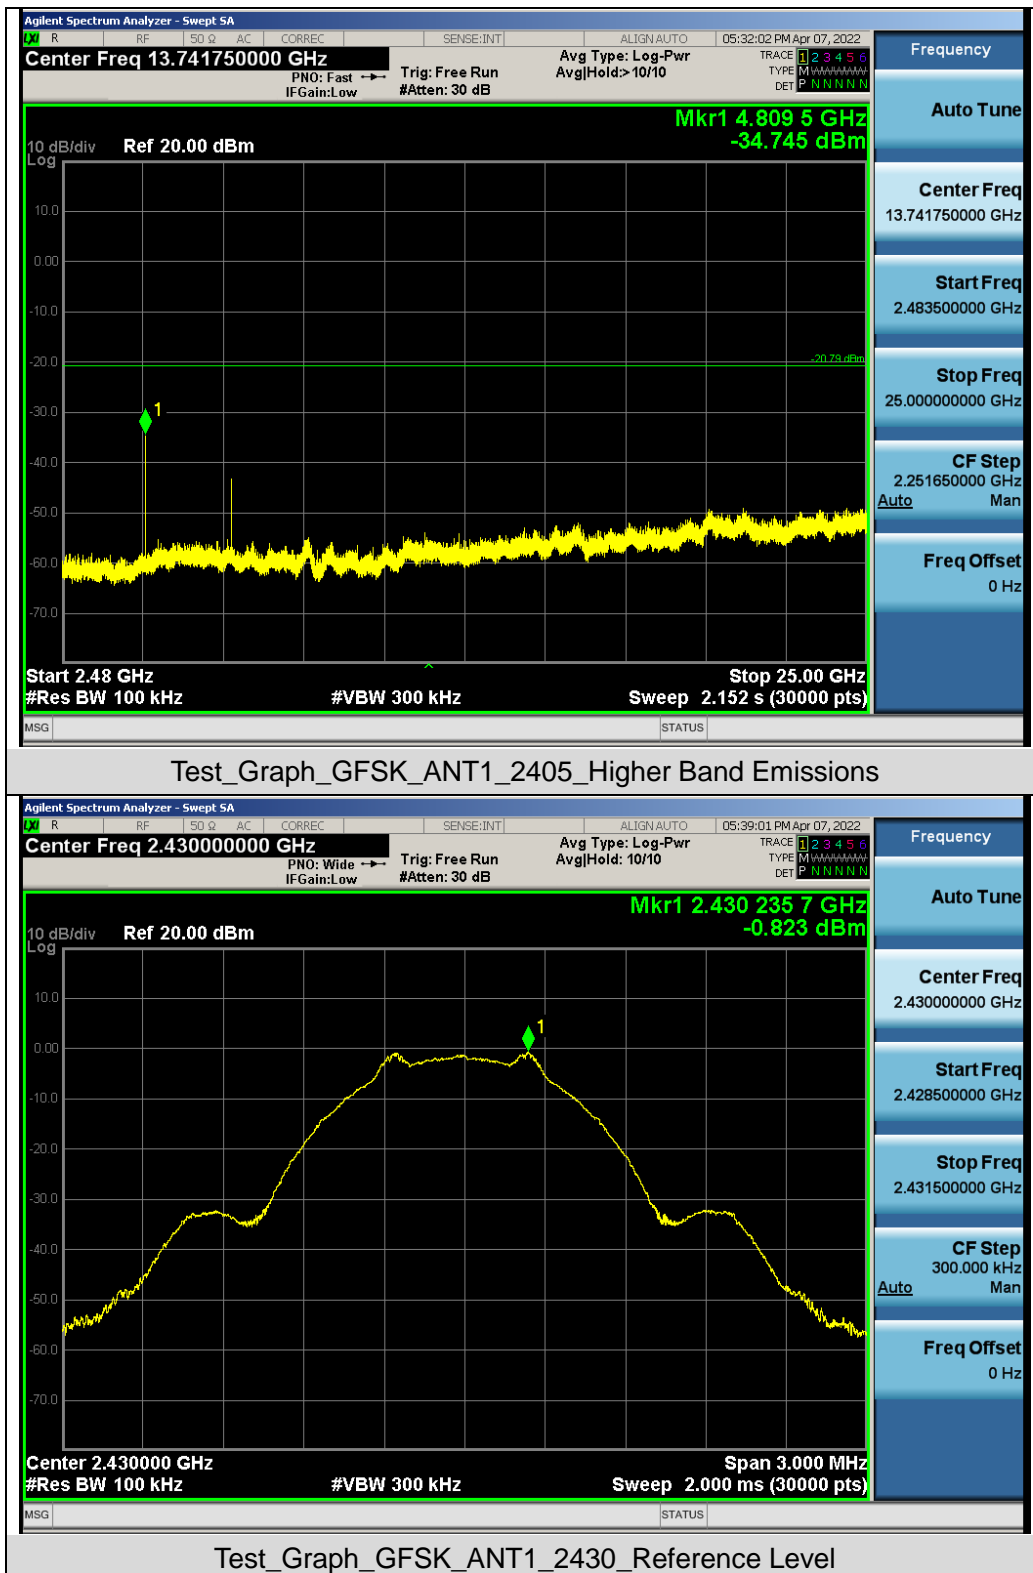 Agilent Spectrum Analyzer - Swept SA
LXI R RF 50 Ω AC CORREC SENSE:INT ALIGN AUTO 05:32:02 PM Apr 07, 2022
Center Freq 13.741750000 GHz
PNO: Fast
IFGain:Low
Trig: Free Run
#Atten: 30 dB
Avg Type: Log-Pwr
Avg|Hold:>10/10
TRACE 1 2 3 4 5 6
TYPE M WWWWW
DET P N N N N N
Mkr1 4.809 5 GHz
-34.745 dBm
10 dB/div Ref 20.00 dBm
Log
10.0
0.00
-10.0
-20.0
-20.79 dBm
-30.0
1
-40.0
-50.0
-60.0
-70.0
Start 2.48 GHz Stop 25.00 GHz
#Res BW 100 kHz #VBW 300 kHz Sweep 2.152 s (30000 pts)
MSG STATUS
Frequency
Auto Tune
Center Freq
13.741750000 GHz
Start Freq
2.483500000 GHz
Stop Freq
25.000000000 GHz
CF Step
2.251650000 GHz
Auto Man
Freq Offset
0 Hz
Test_Graph_GFSK_ANT1_2405_Higher Band Emissions
Agilent Spectrum Analyzer - Swept SA
LXI R RF 50 Ω AC CORREC SENSE:INT ALIGN AUTO 05:39:01 PM Apr 07, 2022
Center Freq 2.430000000 GHz
PNO: Wide
IFGain:Low
Trig: Free Run
#Atten: 30 dB
Avg Type: Log-Pwr
Avg|Hold: 10/10
TRACE 1 2 3 4 5 6
TYPE M WWWWW
DET P N N N N N
Mkr1 2.430 235 7 GHz
-0.823 dBm
10 dB/div Ref 20.00 dBm
Log
10.0
0.00
1
-10.0
-20.0
-30.0
-40.0
-50.0
-60.0
-70.0
Center 2.430000 GHz Span 3.000 MHz
#Res BW 100 kHz #VBW 300 kHz Sweep 2.000 ms (30000 pts)
MSG STATUS
Frequency
Auto Tune
Center Freq
2.430000000 GHz
Start Freq
2.428500000 GHz
Stop Freq
2.431500000 GHz
CF Step
300.000 kHz
Auto Man
Freq Offset
0 Hz
Test_Graph_GFSK_ANT1_2430_Reference Level